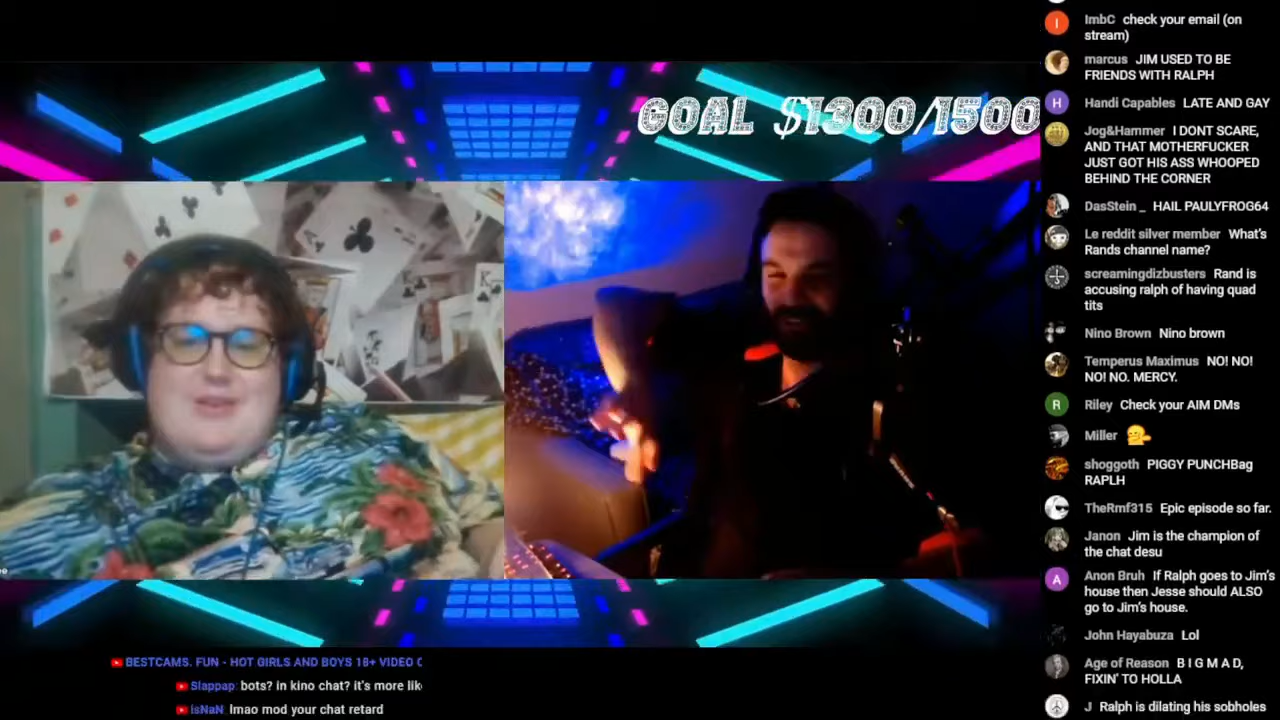 GOAL $1300/1500
ImbC check your email (on
stream)
marcus JIM USED TO BE
FRIENDS WITH RALPH
H
Handi Capables LATE AND GAY
Jog&Hammer I DONT SCARE,
AND THAT MOTHERFUCKER
JUST GOT HIS ASS WHOOPED
BEHIND THE CORNER
DasStein _ HAIL PAULYFROG64
Le reddit silver member What's
Rands channel name?
screamingdizbusters Rand is
accusing ralph of having quad
tits
Nino Brown Nino brown
Temperus Maximus NO! NO!
NO! NO. MERCY.
R
Riley Check your AIM DMs
Miller
shoggoth PIGGY PUNCHBag
RAPLH
TheRmf315 Epic episode so far.
Janon Jim is the champion of
the chat desu
A
Anon Bruh If Ralph goes to Jim's
house then Jesse should ALSO
go to Jim's house.
John Hayabuza Lol
Age of Reason B I G M A D,
FIXIN' TO HOLLA
J Ralph is dilating his sobholes
BESTCAMS. FUN - HOT GIRLS AND BOYS 18+ VIDEO C
Slappap: bots? in kino chat? it's more lik
isNaN lmao mod your chat retard
K